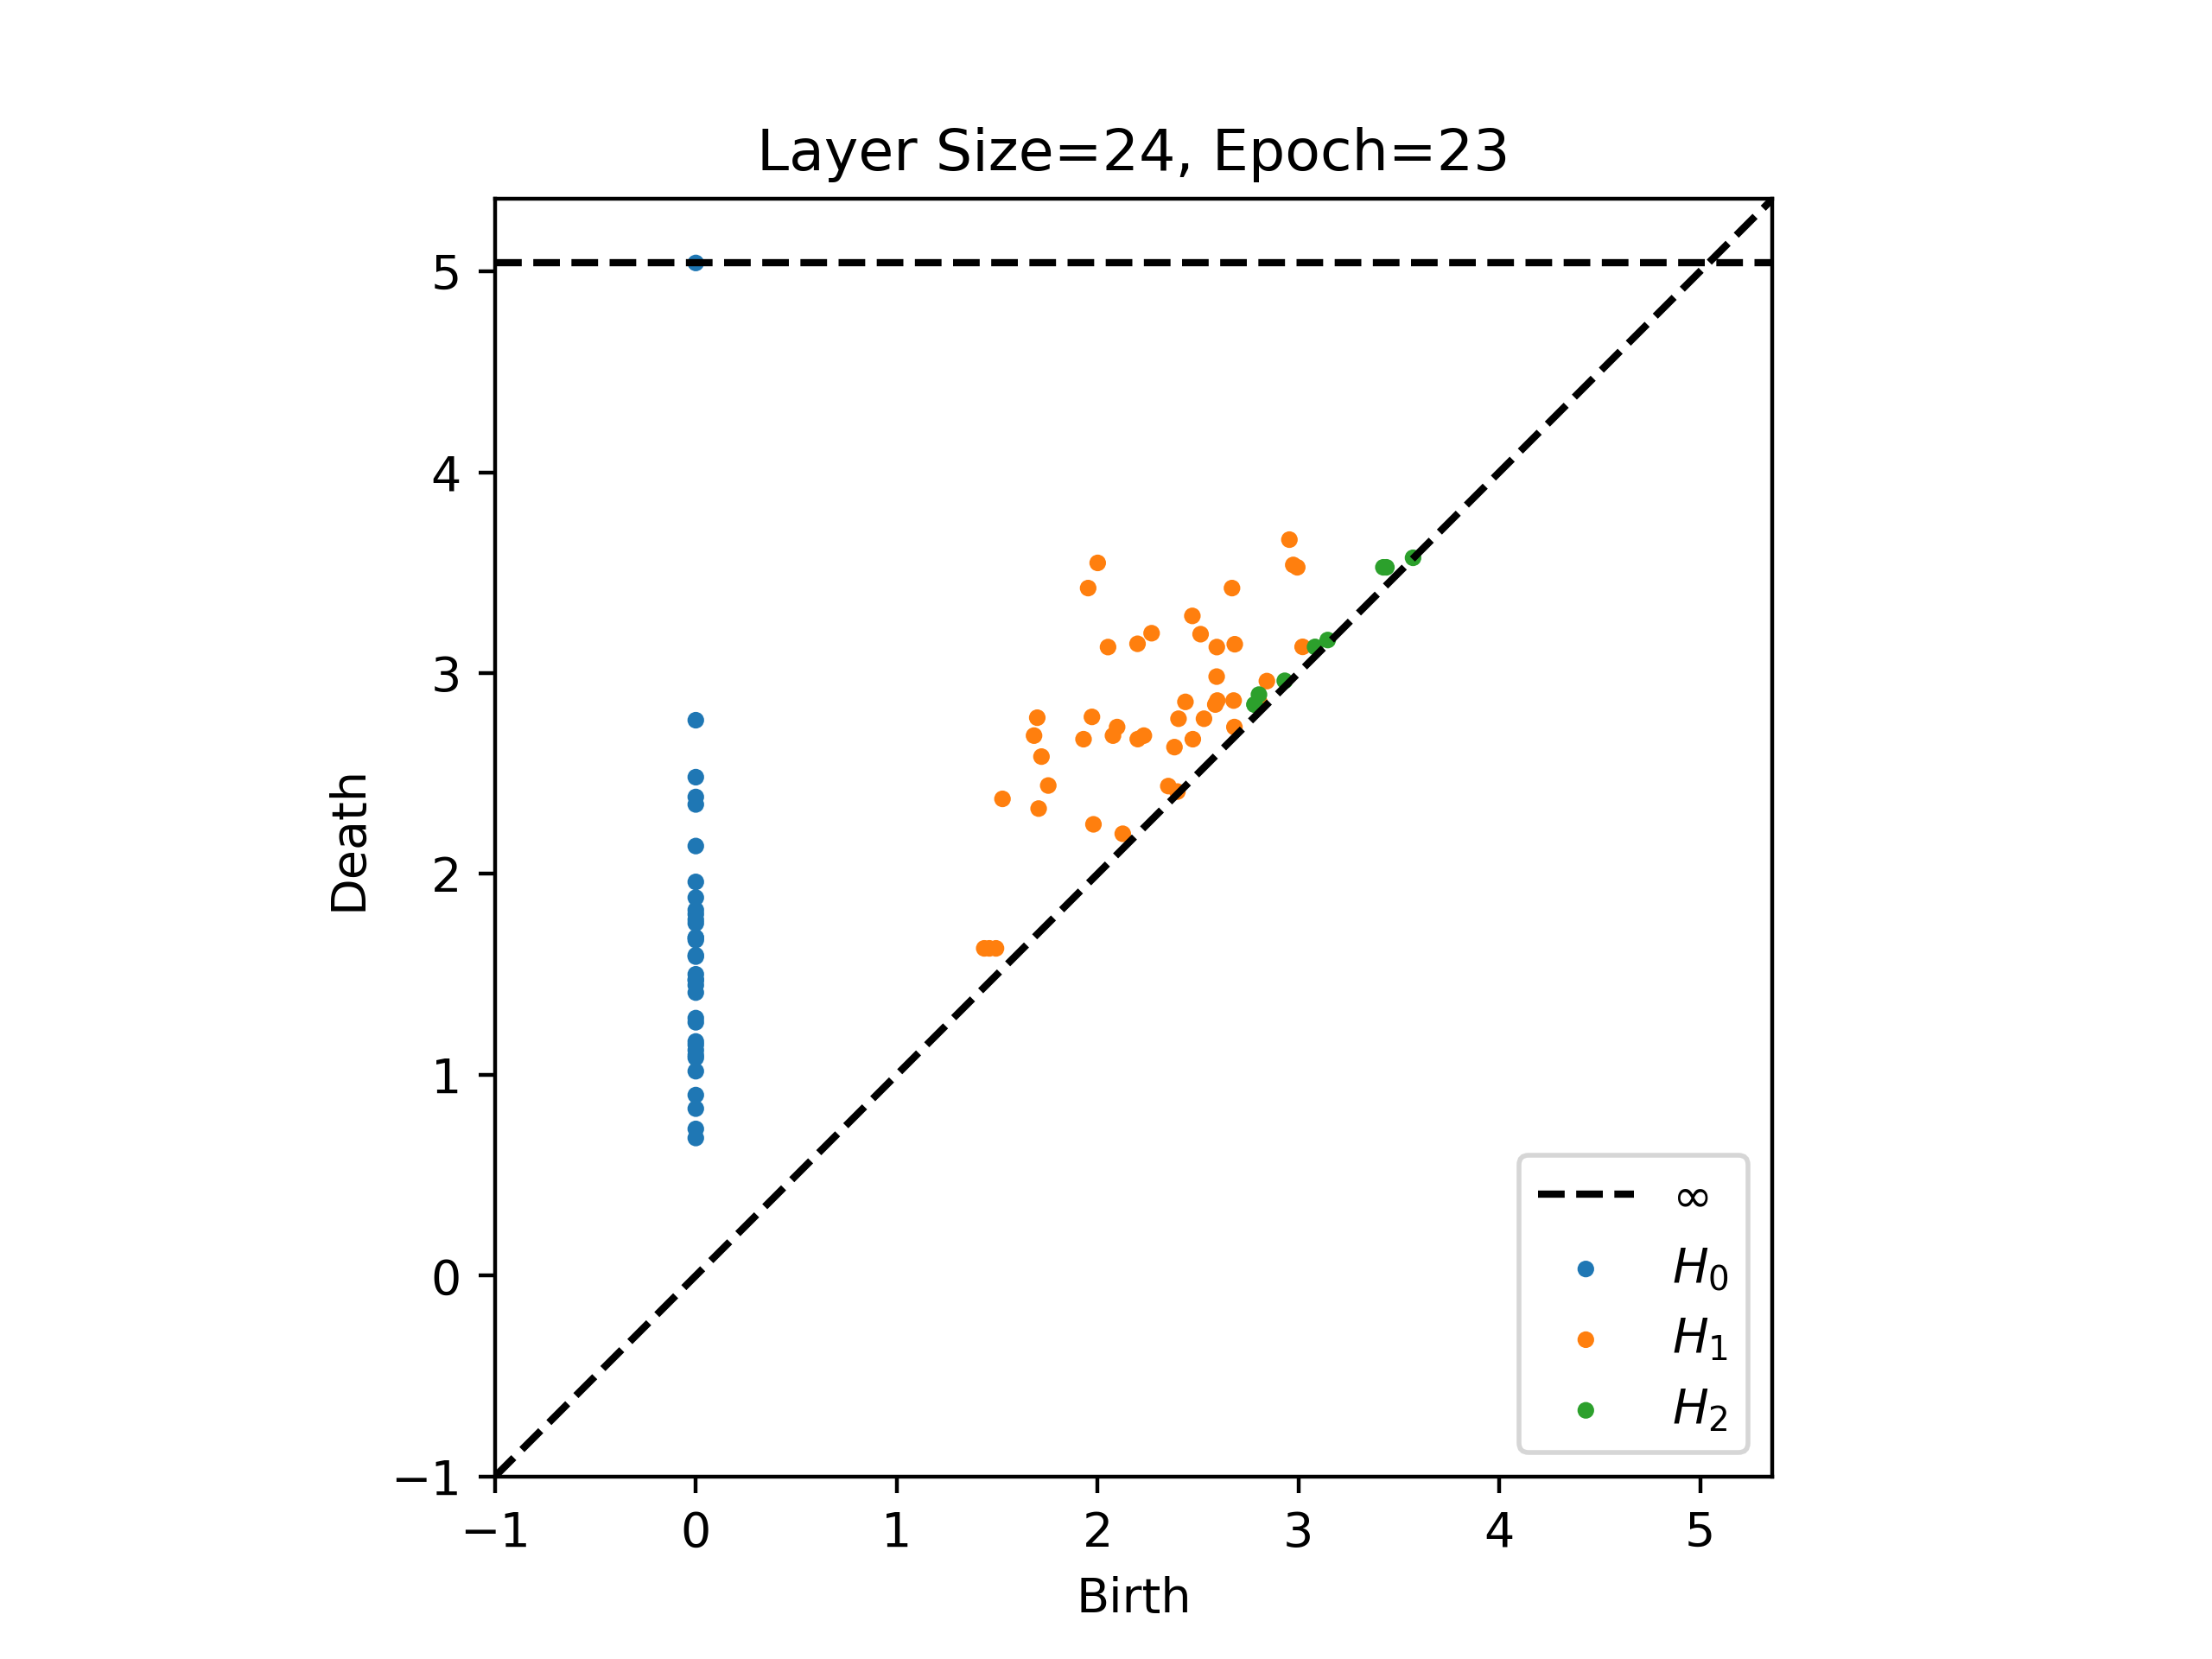 Layer Size=24, Epoch=23
Death
5
4
3
2
1
0
−1
−1 0 1 2 3 4 5
Birth
∞
H₀
H₁
H₂